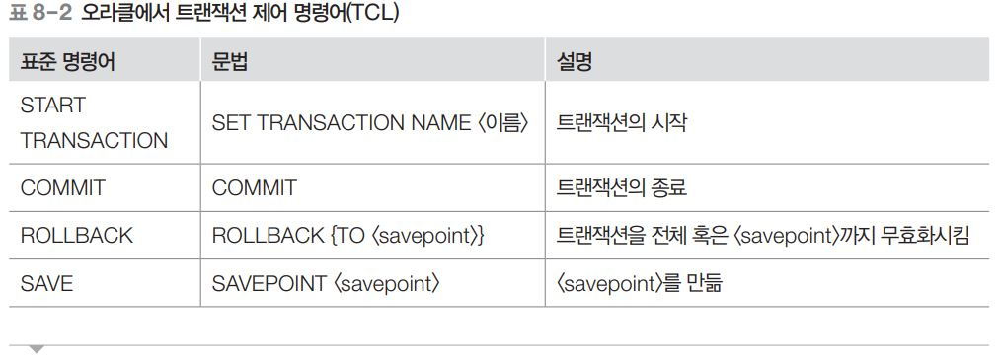 표 8-2 오라클에서 트랜잭션 제어 명령어(TCL)
표준 명령어 문법 설명
START
TRANSACTION
SET TRANSACTION NAME 〈이름〉 트랜잭션의 시작
COMMIT COMMIT 트랜잭션의 종료
ROLLBACK ROLLBACK {TO 〈savepoint〉} 트랜잭션을 전체 혹은 〈savepoint〉까지 무효화시킴
SAVE SAVEPOINT 〈savepoint〉 〈savepoint〉를 만듦